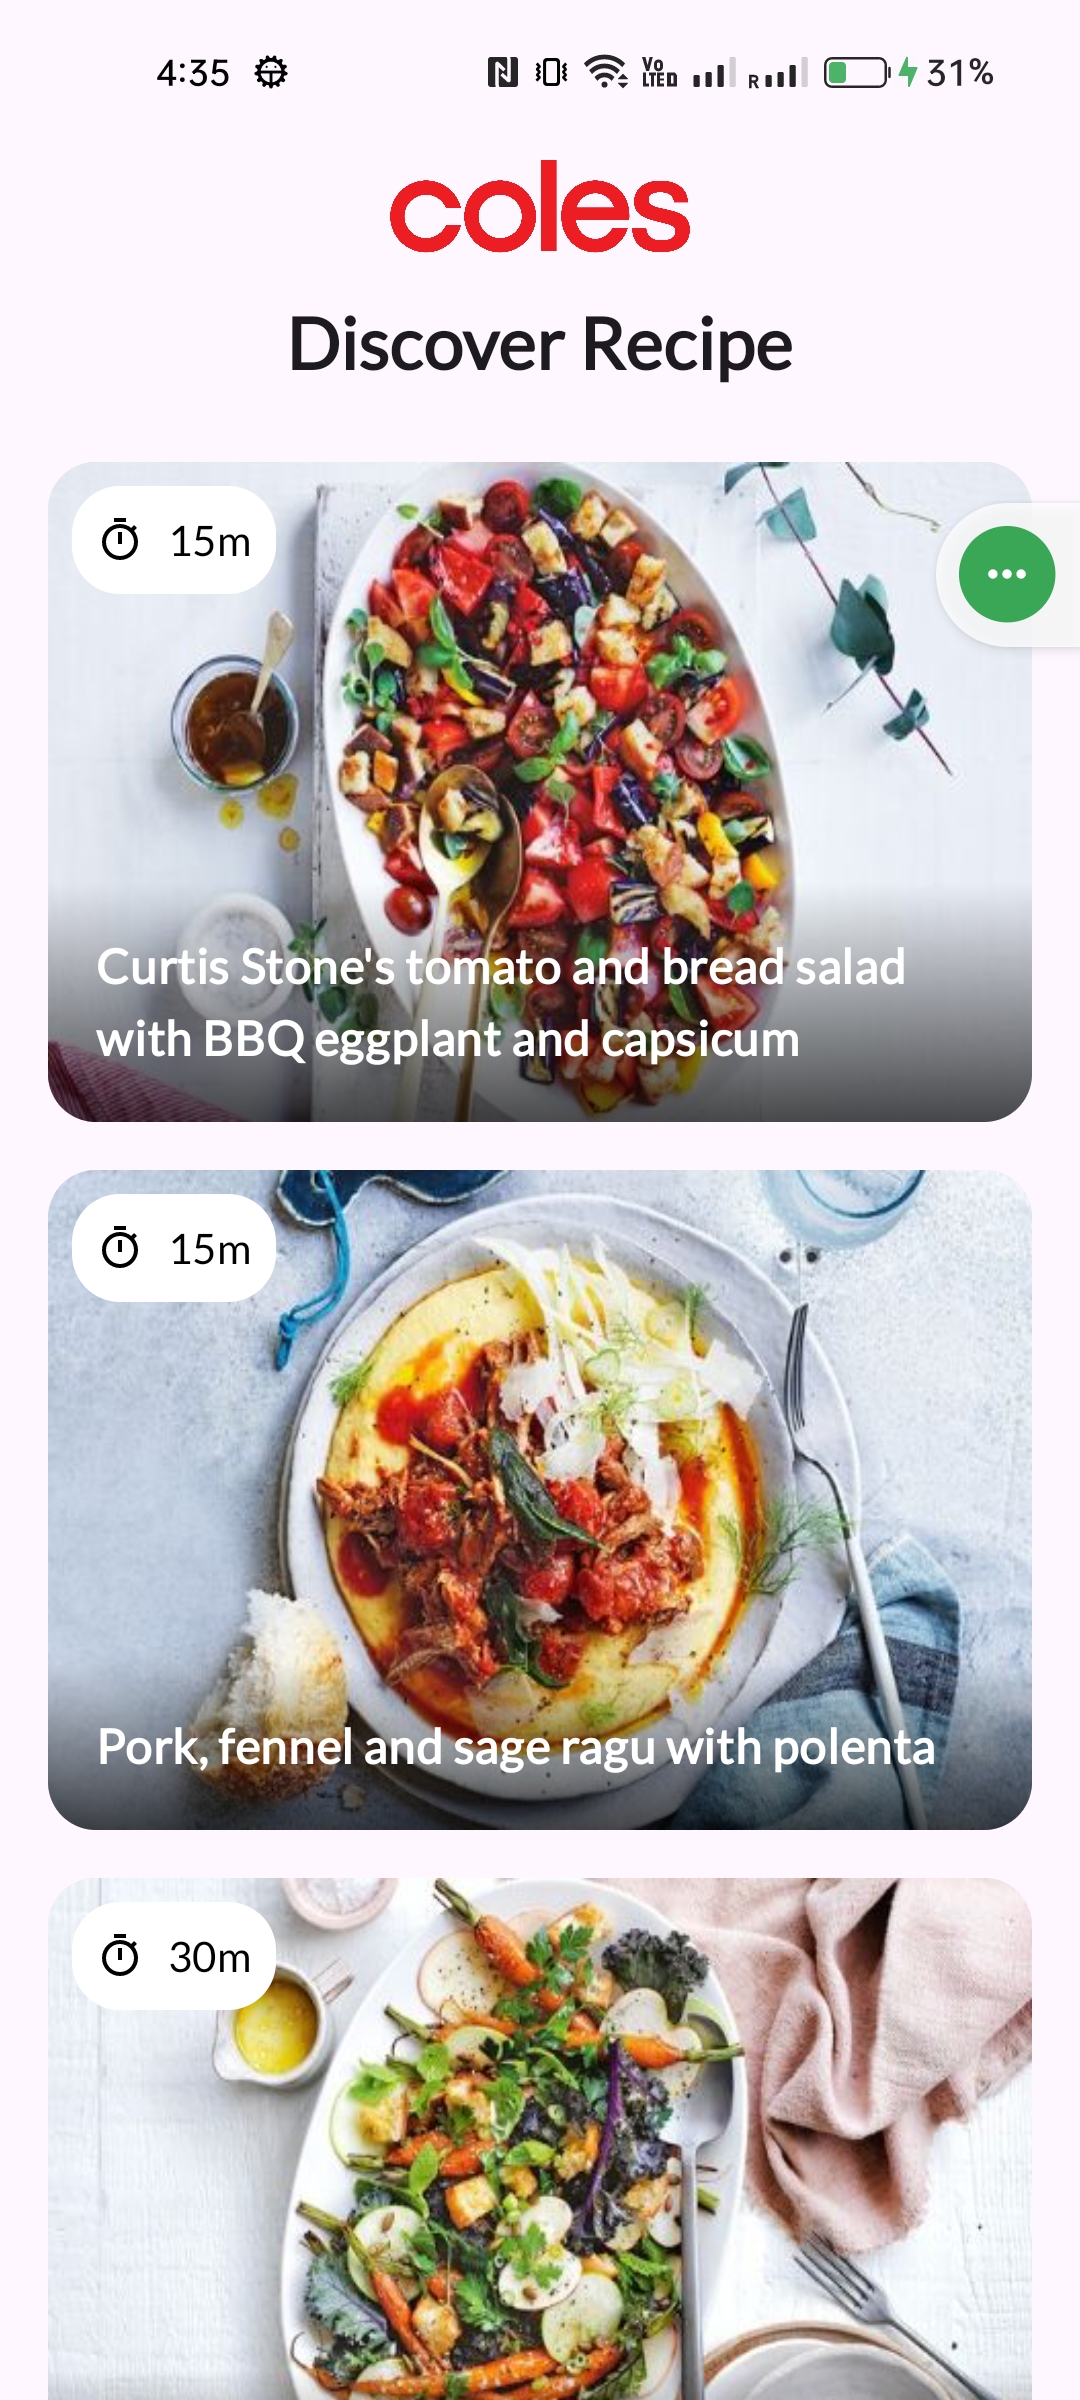 4:35 Vo LTE R 31%
coles
Discover Recipe
15m
Curtis Stone's tomato and bread salad
with BBQ eggplant and capsicum
15m
Pork, fennel and sage ragu with polenta
30m